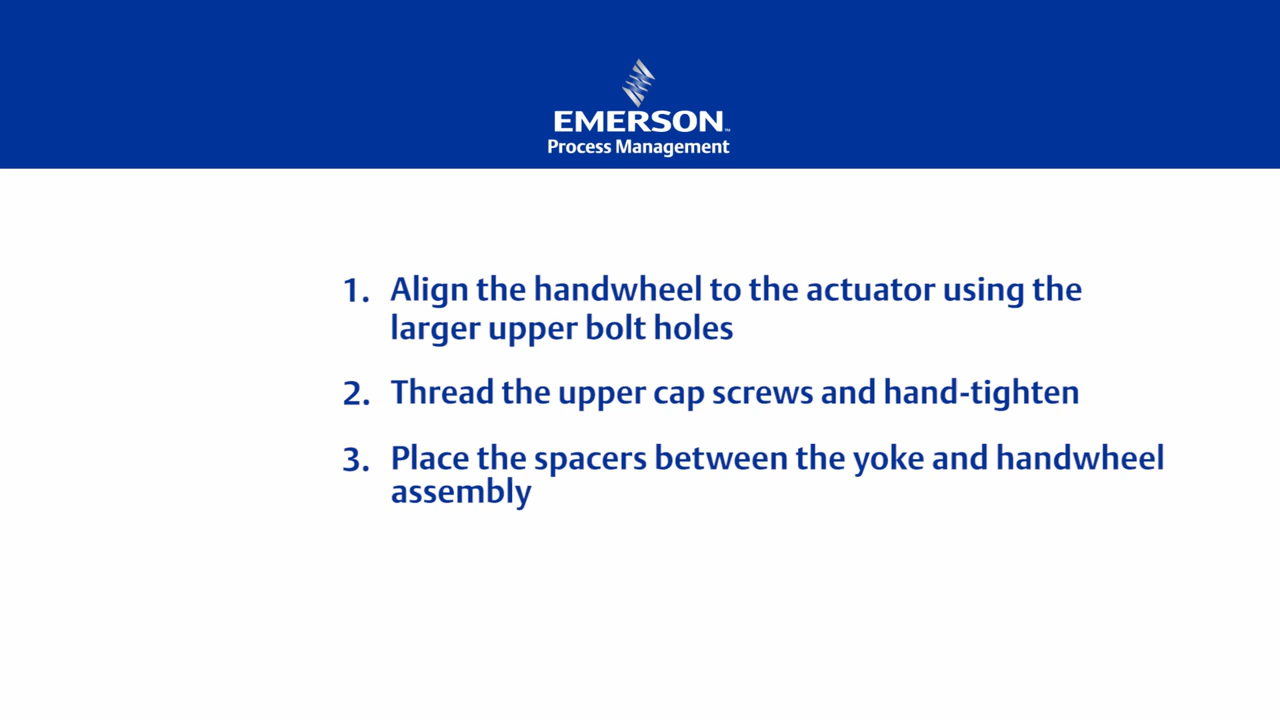 EMERSON™
Process Management
1. Align the handwheel to the actuator using the
larger upper bolt holes
2. Thread the upper cap screws and hand-tighten
3. Place the spacers between the yoke and handwheel
assembly